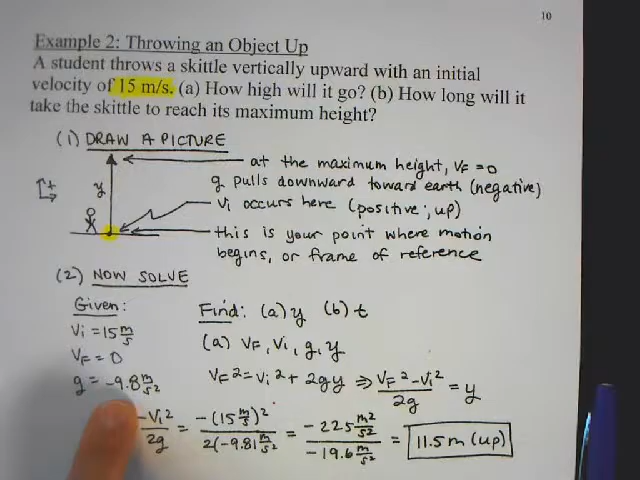 10
Example 2: Throwing an Object Up
A student throws a skittle vertically upward with an initial
velocity of 15 m/s. (a) How high will it go? (b) How long will it
take the skittle to reach its maximum height?
(1) DRAW A PICTURE
at the maximum height, VF = 0
g pulls downward toward earth (negative)
Vi occurs here (positive; up)
this is your point where motion
begins, or frame of reference
+
y
(2) NOW SOLVE
Given:
Vi = 15 m/s
VF = 0
g = -9.8 m/s2
Find: (a) y (b) t
(a) VF, Vi, g, y
VF² = Vi² + 2gy ⇒ VF² - Vi² / 2g = y
-Vi² / 2g = -(15 m/s)² / 2(-9.81 m/s2 = -225 m²/s2 / -19.6 m/s2 = 11.5 m (up)